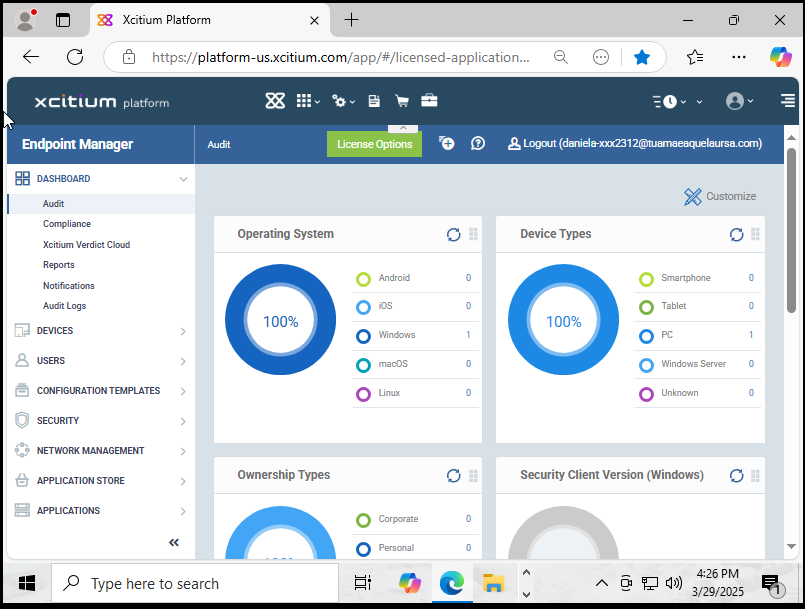 Xcitium Platform
https://platform-us.xcitium.com/app/#/licensed-application...
xcitium platform
Endpoint Manager
Audit
License Options
Logout (daniela-xxx2312@tuamaeaquelaursa.com)
DASHBOARD
Audit
Compliance
Xcitium Verdict Cloud
Reports
Notifications
Audit Logs
DEVICES
USERS
CONFIGURATION TEMPLATES
SECURITY
NETWORK MANAGEMENT
APPLICATION STORE
APPLICATIONS
Customize
Operating System
100%
Android 0
iOS 0
Windows 1
macOS 0
Linux 0
Device Types
100%
Smartphone 0
Tablet 0
PC 1
Windows Server 0
Unknown 0
Ownership Types
Corporate 0
Personal 0
Security Client Version (Windows)
Type here to search
4:26 PM
3/29/2025
1